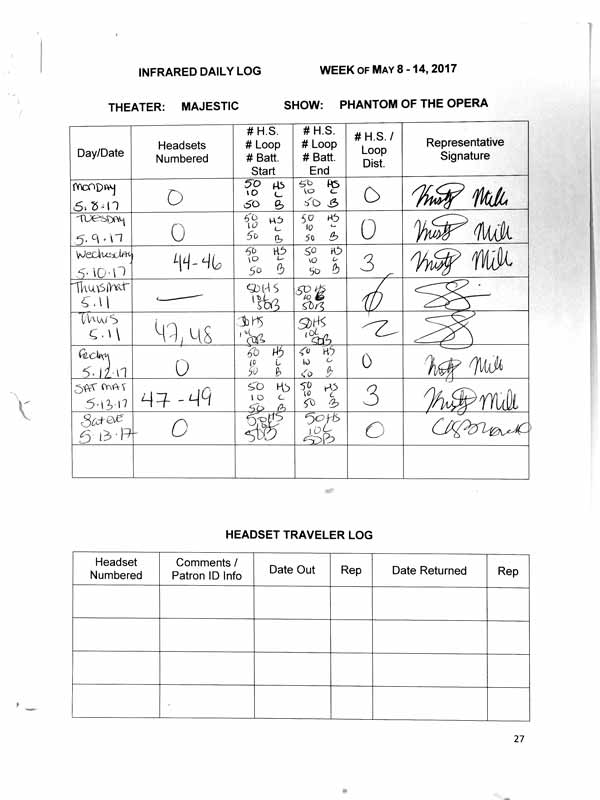 INFRARED DAILY LOG WEEK OF MAY 8 - 14, 2017
THEATER: MAJESTIC SHOW: PHANTOM OF THE OPERA
Day/Date Headsets Numbered # H.S. # Loop # Batt. Start # H.S. # Loop # Batt. End # H.S. / Loop Dist. Representative Signature
MONDAY 50 HS 50 HS
0 10 L 10 L 0 Kristy Mill
5.8.17 50 B 50 B
TUESDAY 50 HS 50 HS
0 10 L 10 L 0 Kristy Mill
5.9.17 50 B 50 B
Wednesday 50 HS 50 HS
44-46 10 L 10 L 3 Kristy Mill
5.10.17 50 B 50 B
Thursmat 50HS 50HS
5.11 — 10L 10L 0
50B 50B
Thurs 50HS 50HS
5.11 47,48 10L 10L 2
50B 50B
Friday 50 HS 50 HS
0 10 L 10 L 0 Kristy Mill
5.12.17 50 B 50 B
SAT MAT 50 HS 50 HS
47-49 10 L 10 L 3 Kristy Mill
5.13.17 50 B 50 B
Sat eve 50HS 50HS
0 10L 10L 0
5.13.17 50B 50B
HEADSET TRAVELER LOG
Headset Numbered Comments / Patron ID Info Date Out Rep Date Returned Rep
27